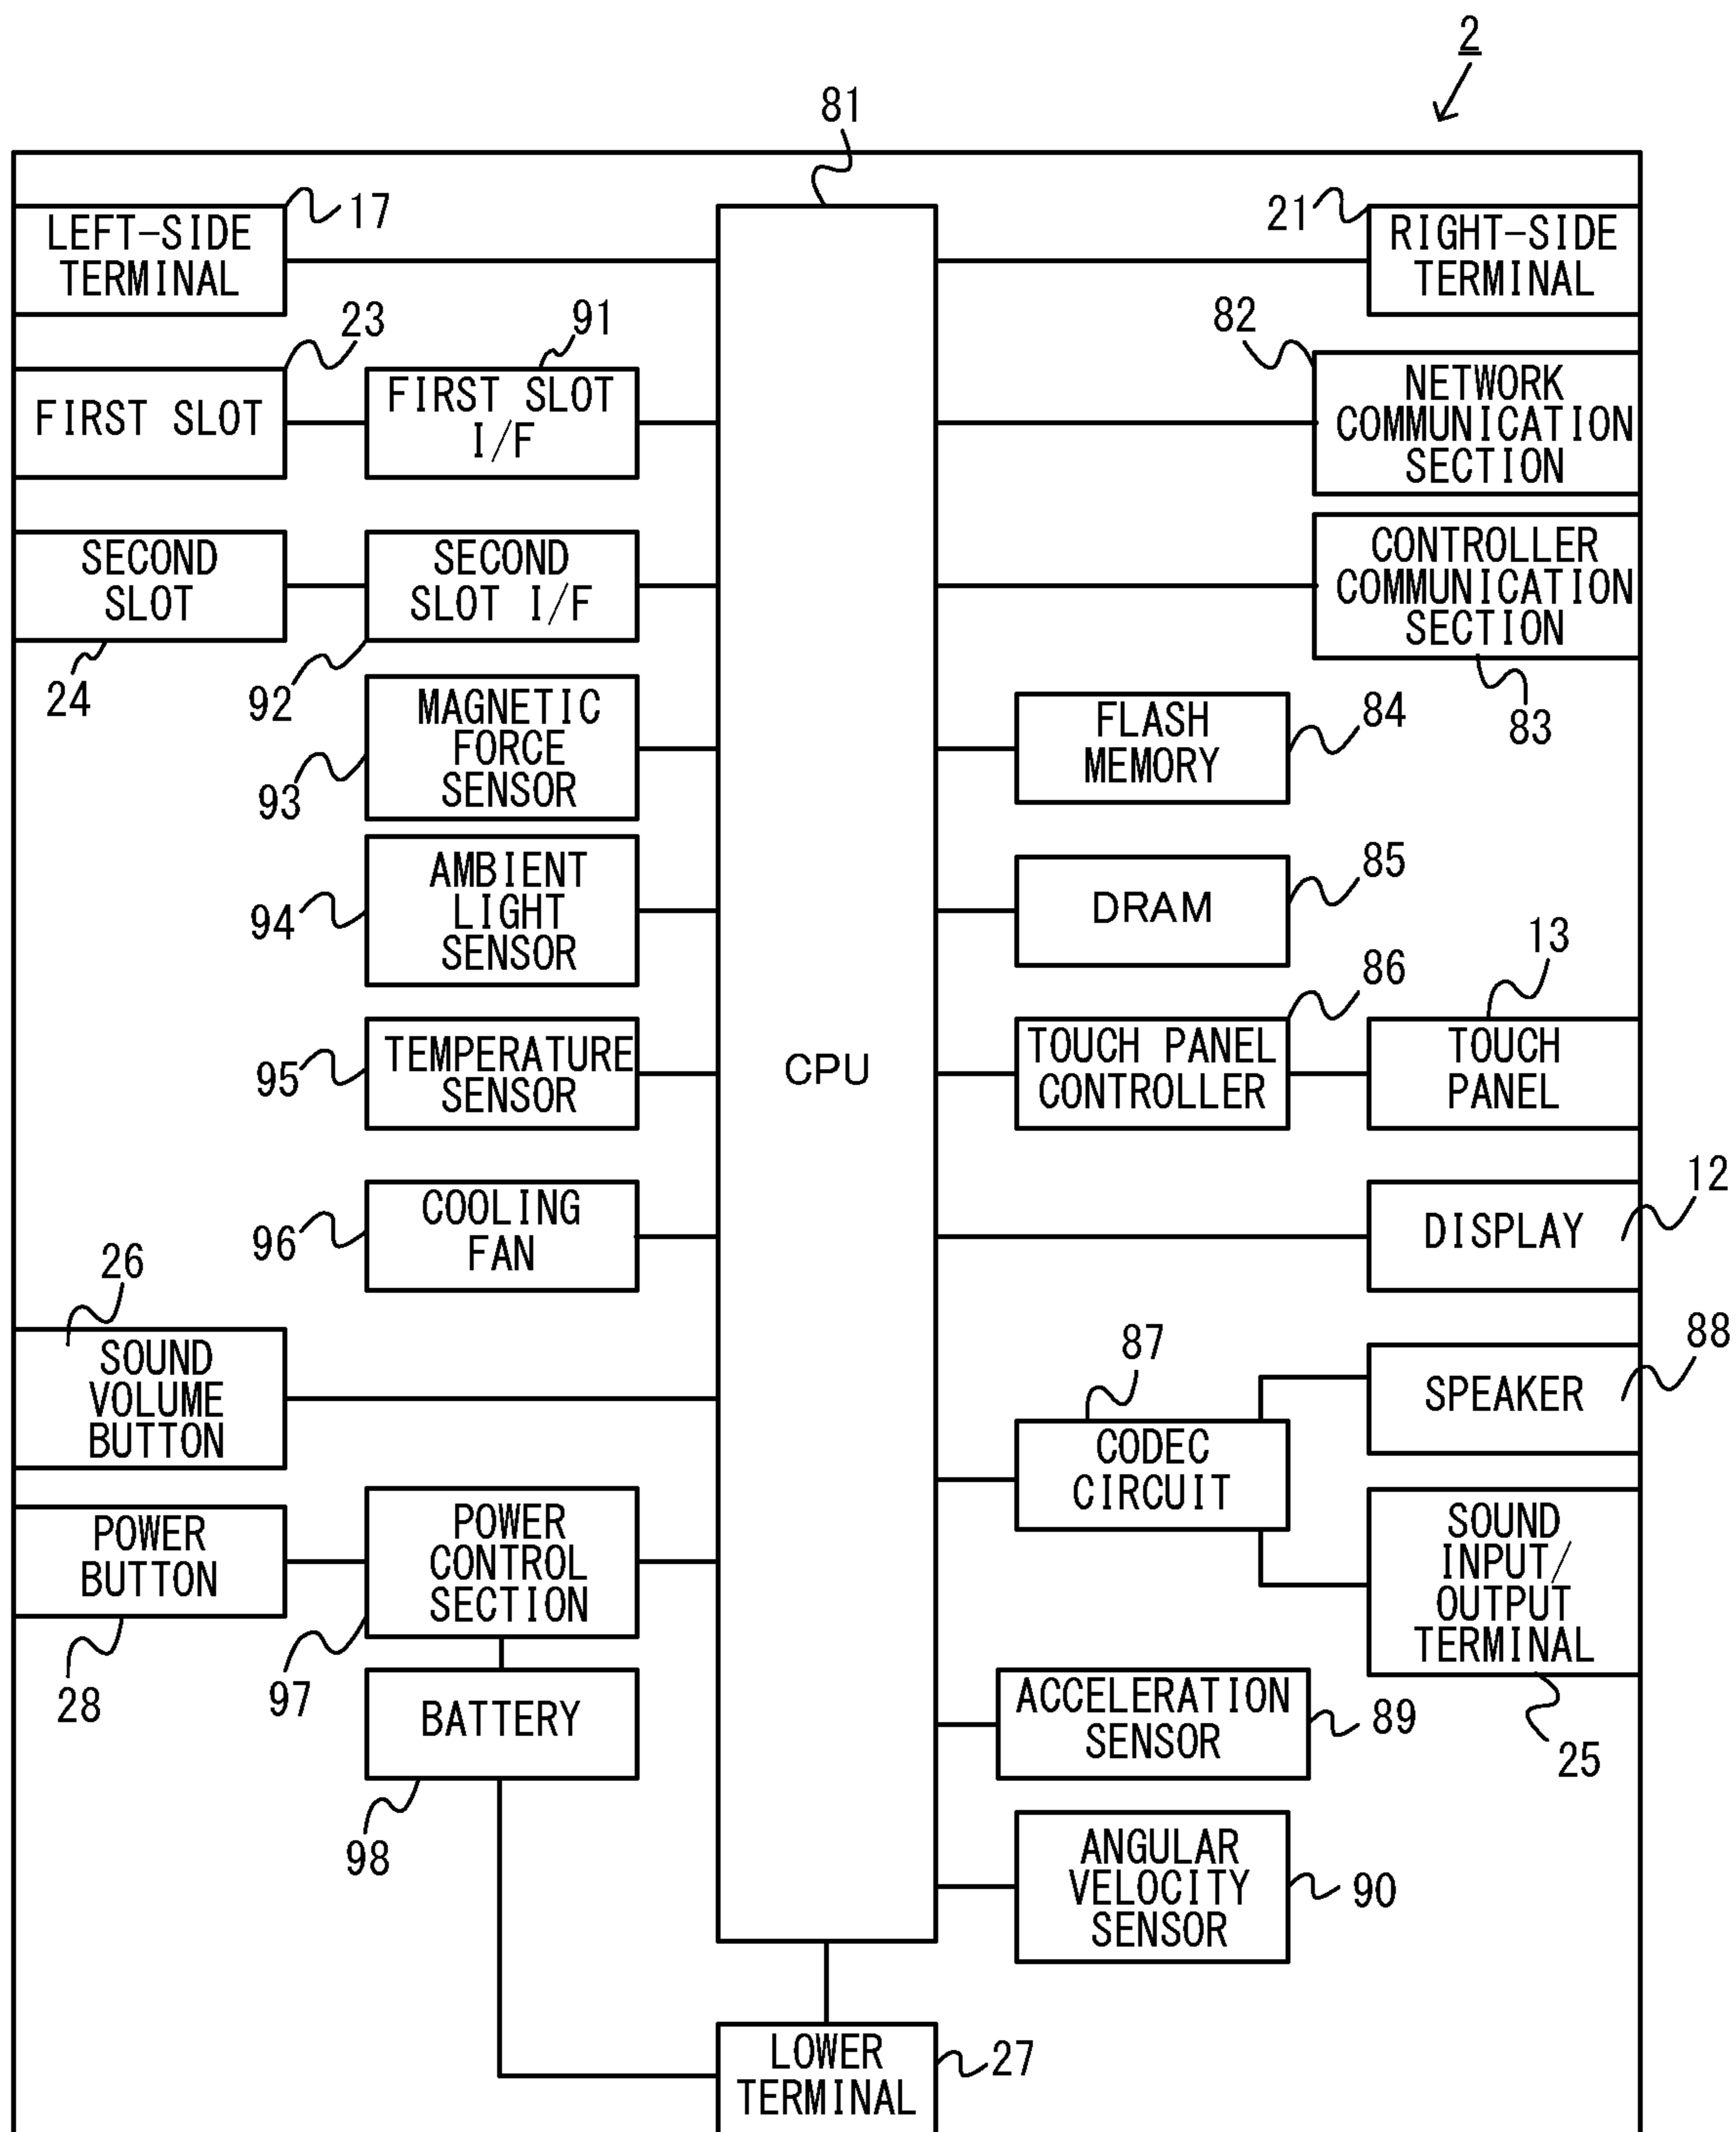 2
81
17
LEFT-SIDE
TERMINAL
21
RIGHT-SIDE
TERMINAL
23
FIRST SLOT
91
FIRST SLOT
I/F
82
NETWORK
COMMUNICATION
SECTION
SECOND
SLOT
24
SECOND
SLOT I/F
92
CONTROLLER
COMMUNICATION
SECTION
83
MAGNETIC
FORCE
SENSOR
93
FLASH
MEMORY
84
AMBIENT
LIGHT
SENSOR
94
DRAM
85
CPU
TEMPERATURE
SENSOR
95
86
TOUCH PANEL
CONTROLLER
13
TOUCH
PANEL
COOLING
FAN
96
DISPLAY
12
26
SOUND
VOLUME
BUTTON
87
CODEC
CIRCUIT
SPEAKER
88
POWER
BUTTON
28
POWER
CONTROL
SECTION
97
SOUND
INPUT/
OUTPUT
TERMINAL
25
BATTERY
98
ACCELERATION
SENSOR
89
ANGULAR
VELOCITY
SENSOR
90
LOWER
TERMINAL
27